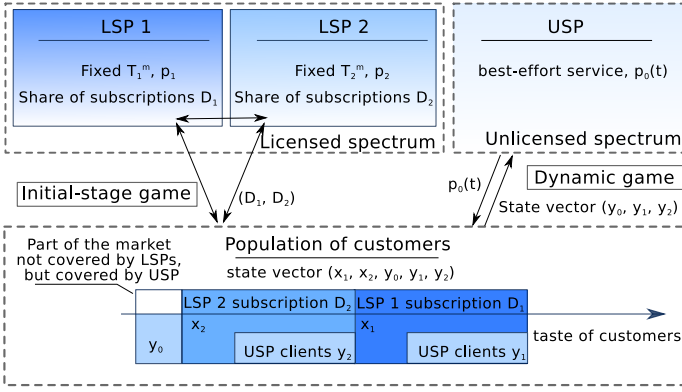 LSP 1
Fixed T₁ᵐ, p₁
Share of subscriptions D₁
LSP 2
Fixed T₂ᵐ, p₂
Share of subscriptions D₂
Licensed spectrum
USP
best-effort service, p₀(t)
Unlicensed spectrum
Initial-stage game
(D₁, D₂)
p₀(t)
Dynamic game
State vector (y₀, y₁, y₂)
Part of the market
not covered by LSPs,
but covered by USP
Population of customers
state vector (x₁, x₂, y₀, y₁, y₂)
LSP 2 subscription D₂
LSP 1 subscription D₁
x₂
x₁
taste of customers
y₀
USP clients y₂
USP clients y₁